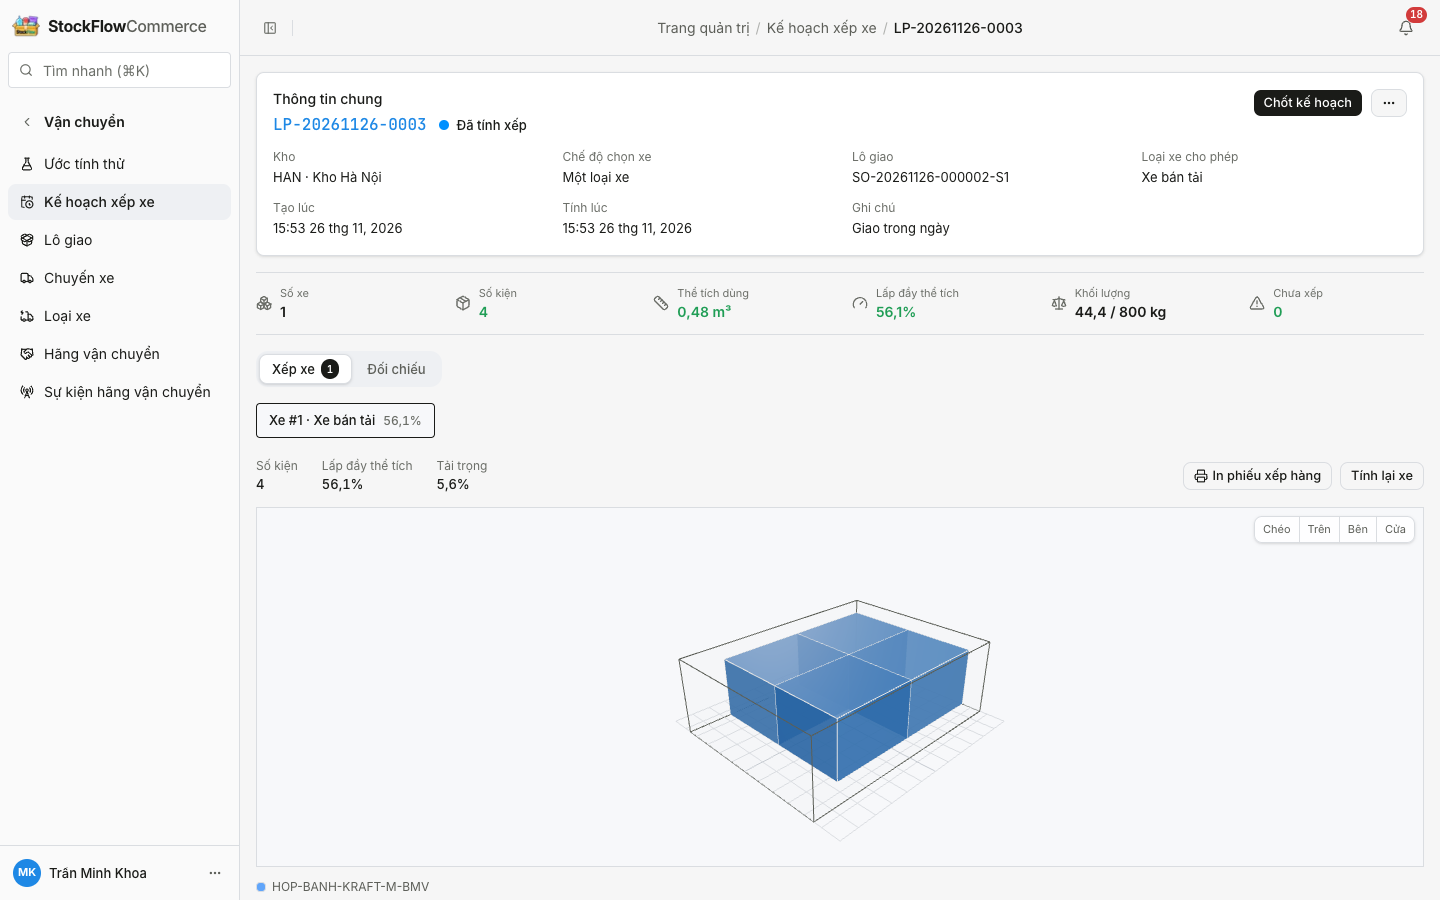 StockFlowCommerce
Tìm nhanh (⌘K)
Vận chuyển
Ước tính thử
Kế hoạch xếp xe
Lô giao
Chuyến xe
Loại xe
Hãng vận chuyển
Sự kiện hãng vận chuyển
MK Trần Minh Khoa
Trang quản trị / Kế hoạch xếp xe / LP-20261126-0003
18
Thông tin chung
LP-20261126-0003 Đã tính xếp
Chốt kế hoạch
Kho
HAN · Kho Hà Nội
Chế độ chọn xe
Một loại xe
Lô giao
SO-20261126-000002-S1
Loại xe cho phép
Xe bán tải
Tạo lúc
15:53 26 thg 11, 2026
Tính lúc
15:53 26 thg 11, 2026
Ghi chú
Giao trong ngày
Số xe
1
Số kiện
4
Thể tích dùng
0,48 m³
Lấp đầy thể tích
56,1%
Khối lượng
44,4 / 800 kg
Chưa xếp
0
Xếp xe 1
Đối chiếu
Xe #1 · Xe bán tải 56,1%
Số kiện
4
Lấp đầy thể tích
56,1%
Tải trọng
5,6%
In phiếu xếp hàng
Tính lại xe
Chéo Trên Bên Cửa
HOP-BANH-KRAFT-M-BMV